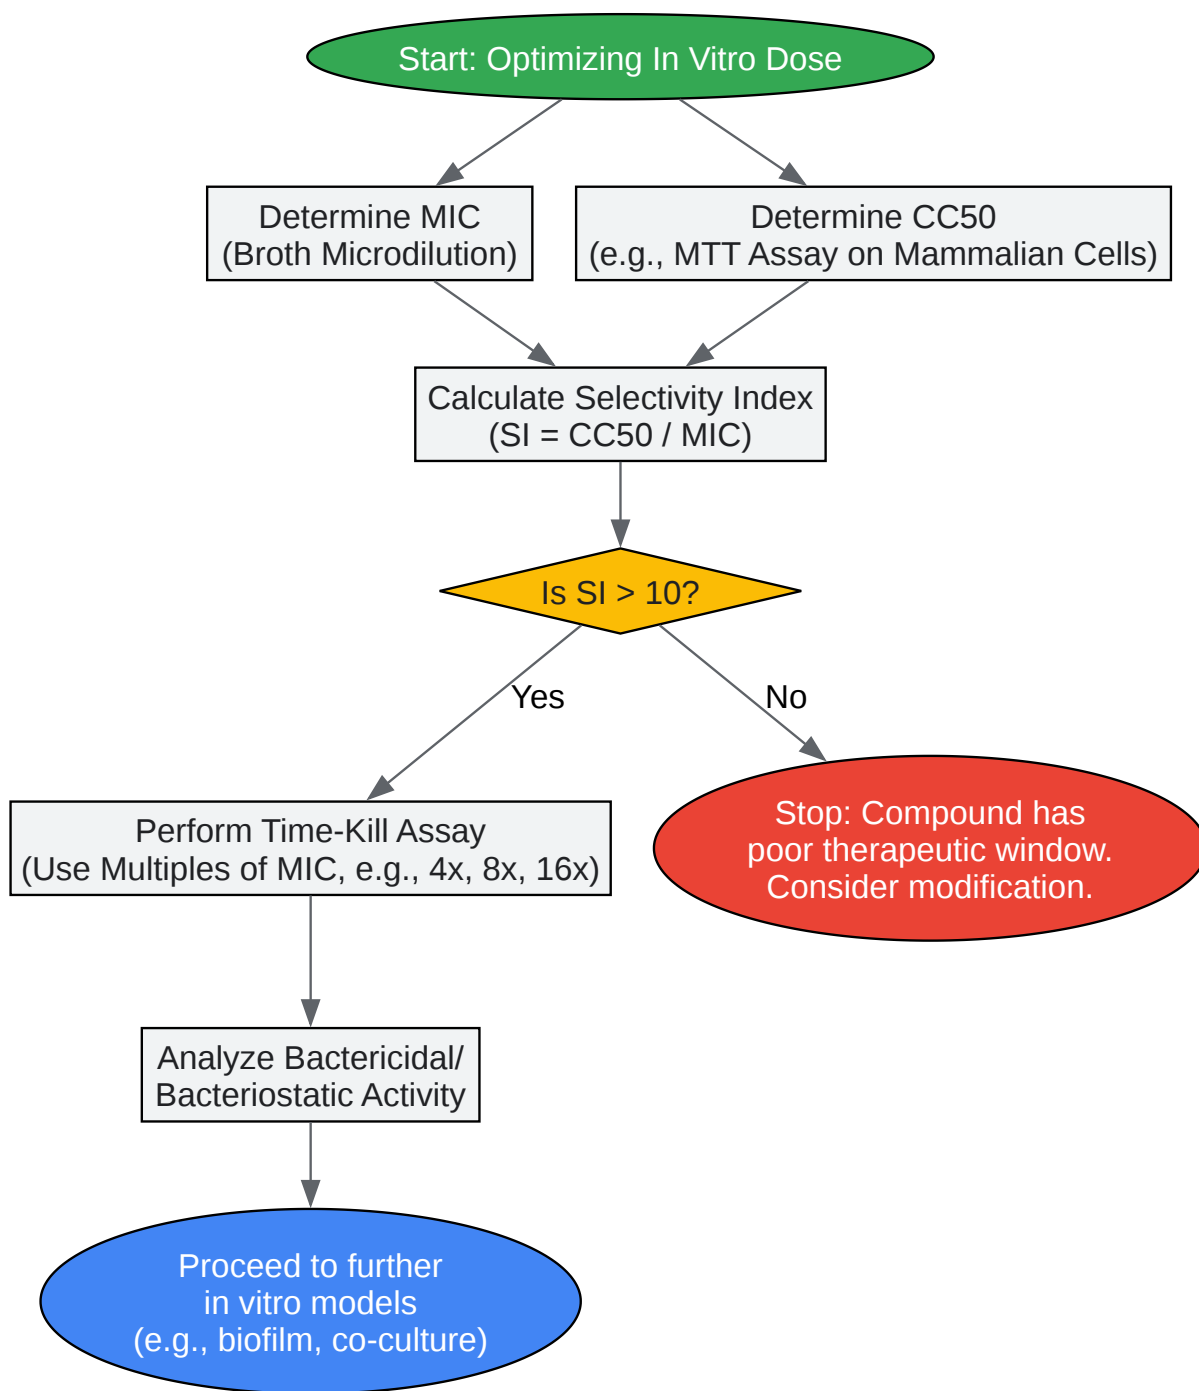 Start: Optimizing In Vitro Dose
Determine MIC
(Broth Microdilution)
Determine CC50
(e.g., MTT Assay on Mammalian Cells)
Calculate Selectivity Index
(SI = CC50 / MIC)
Is SI > 10?
Yes
No
Perform Time-Kill Assay
(Use Multiples of MIC, e.g., 4x, 8x, 16x)
Stop: Compound has
poor therapeutic window.
Consider modification.
Analyze Bactericidal/
Bacteriostatic Activity
Proceed to further
in vitro models
(e.g., biofilm, co-culture)